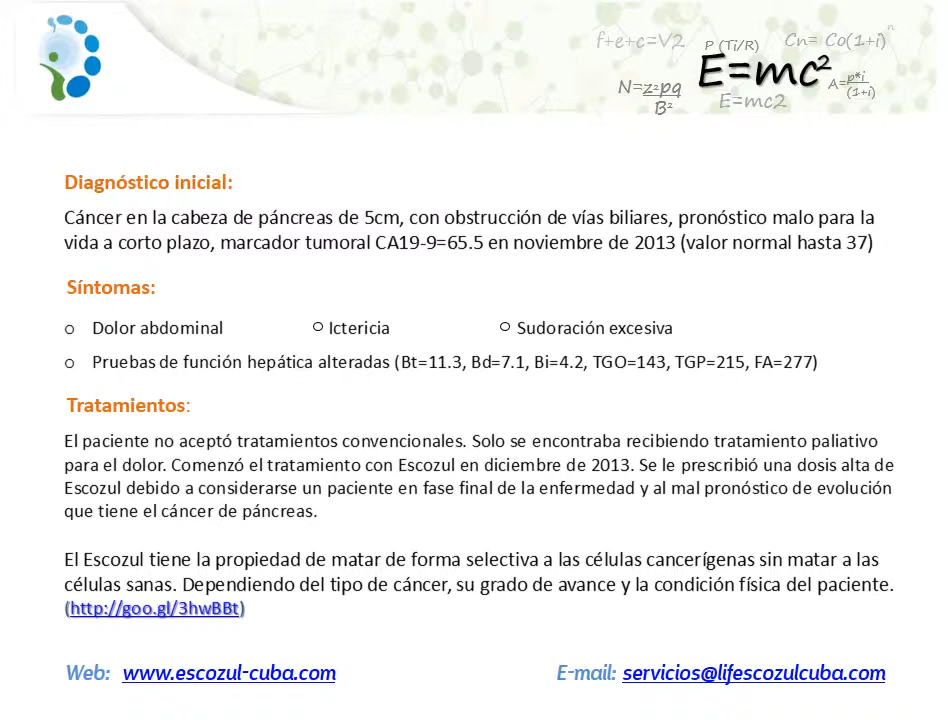 f+e+c=V2 P (Ti/R) Cn= Co(1+i)ⁿ
E=mc²
N=z²pq
B²
A=p*i
(1+i)
E=mc2
Diagnóstico inicial:
Cáncer en la cabeza de páncreas de 5cm, con obstrucción de vías biliares, pronóstico malo para la
vida a corto plazo, marcador tumoral CA19-9=65.5 en noviembre de 2013 (valor normal hasta 37)
Síntomas:
o Dolor abdominal o Ictericia o Sudoración excesiva
o Pruebas de función hepática alteradas (Bt=11.3, Bd=7.1, Bi=4.2, TGO=143, TGP=215, FA=277)
Tratamientos:
El paciente no aceptó tratamientos convencionales. Solo se encontraba recibiendo tratamiento paliativo
para el dolor. Comenzó el tratamiento con Escozul en diciembre de 2013. Se le prescribió una dosis alta de
Escozul debido a considerarse un paciente en fase final de la enfermedad y al mal pronóstico de evolución
que tiene el cáncer de páncreas.
El Escozul tiene la propiedad de matar de forma selectiva a las células cancerígenas sin matar a las
células sanas. Dependiendo del tipo de cáncer, su grado de avance y la condición física del paciente.
(http://goo.gl/3hwBBt)
Web: www.escozul-cuba.com E-mail: servicios@lifescozulcuba.com